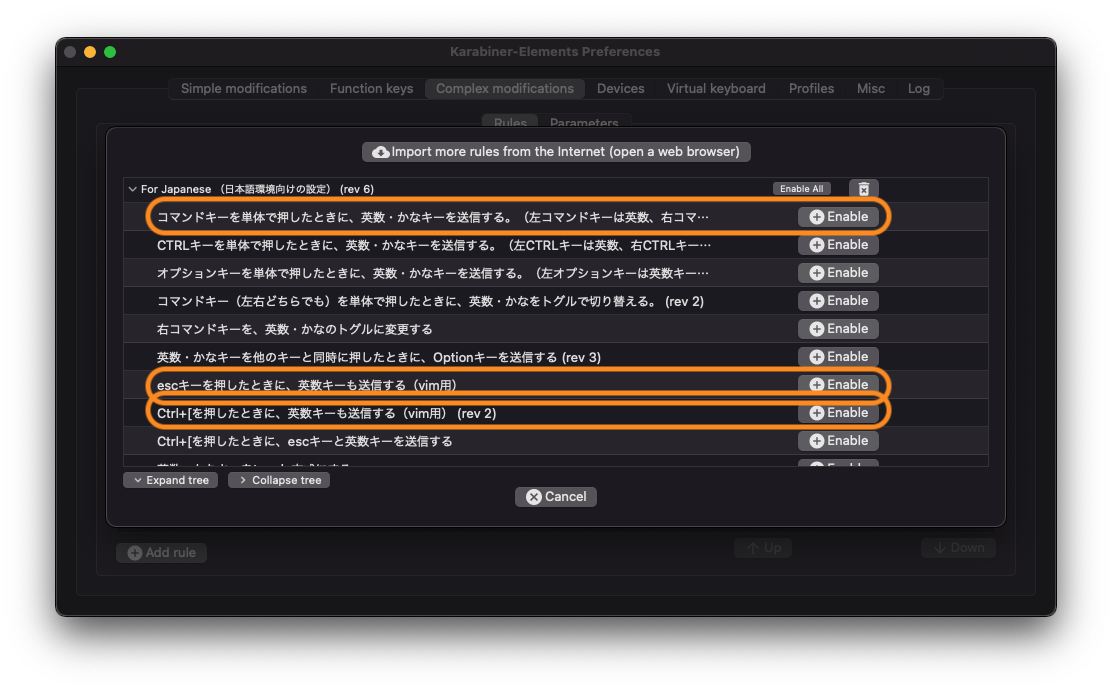 Karabiner-Elements Preferences
Simple modifications Function keys Complex modifications Devices Virtual keyboard Profiles Misc Log
Rules Parameters
Import more rules from the Internet (open a web browser)
For Japanese （日本語環境向けの設定） (rev 6) Enable All
コマンドキーを単体で押したときに、英数・かなキーを送信する。（左コマンドキーは英数、右コマ… Enable
CTRLキーを単体で押したときに、英数・かなキーを送信する。（左CTRLキーは英数、右CTRLキー… Enable
オプションキーを単体で押したときに、英数・かなキーを送信する。（左オプションキーは英数キー… Enable
コマンドキー（左右どちらでも）を単体で押したときに、英数・かなをトグルで切り替える。 (rev 2) Enable
右コマンドキーを、英数・かなのトグルに変更する Enable
英数・かなキーを他のキーと同時に押したときに、Optionキーを送信する (rev 3) Enable
escキーを押したときに、英数キーも送信する（vim用） Enable
Ctrl+[を押したときに、英数キーも送信する（vim用） (rev 2) Enable
Ctrl+[を押したときに、escキーと英数キーを送信する Enable
Expand tree Collapse tree
Cancel
Add rule Up Down